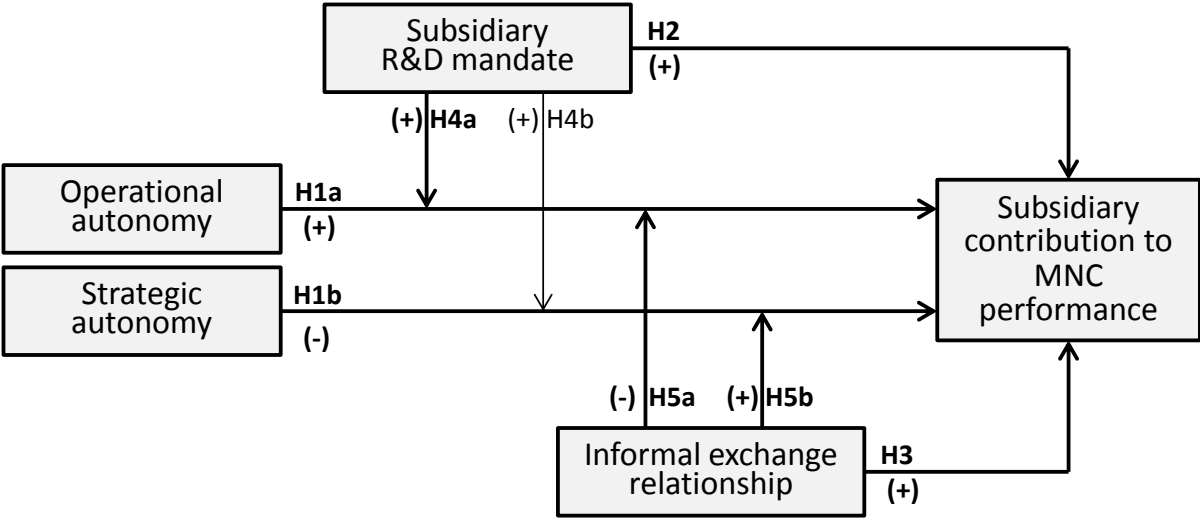 Subsidiary
R&D mandate
H2
(+)
(+) H4a
(+) H4b
Operational
autonomy
H1a
(+)
Strategic
autonomy
H1b
(-)
Subsidiary
contribution to
MNC
performance
(-) H5a
(+) H5b
Informal exchange
relationship
H3
(+)